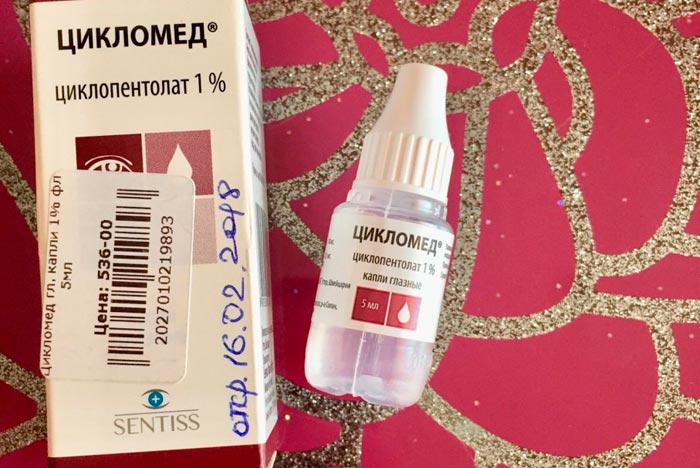 ЦИКЛОМЕД®
циклопентолат 1%
цикломед гл. капли 1% фл
5мл
Цена: 536-00
2027010219893
отр. 16.02.2018
SENTISS
ЦИКЛОМЕД®
циклопентолат 1%
капли глазные
5 мл